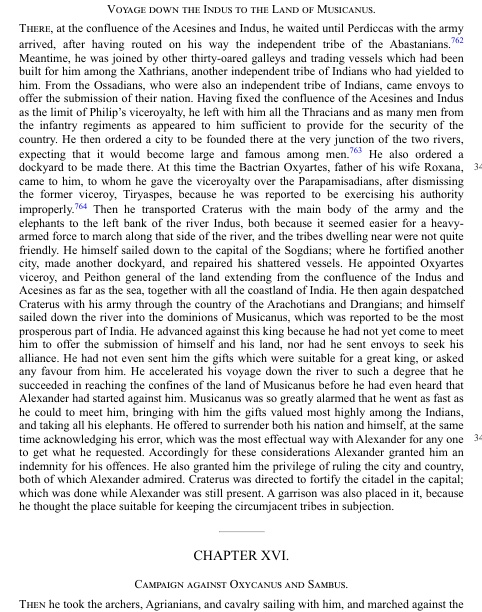 VOYAGE DOWN THE INDUS TO THE LAND OF MUSICANUS.
THERE, at the confluence of the Acesines and Indus, he waited until Perdiccas with the army
arrived, after having routed on his way the independent tribe of the Abastanians.762
Meantime, he was joined by other thirty-oared galleys and trading vessels which had been
built for him among the Xathrians, another independent tribe of Indians who had yielded to
him. From the Ossadians, who were also an independent tribe of Indians, came envoys to
offer the submission of their nation. Having fixed the confluence of the Acesines and Indus
as the limit of Philip's viceroyalty, he left with him all the Thracians and as many men from
the infantry regiments as appeared to him sufficient to provide for the security of the
country. He then ordered a city to be founded there at the very junction of the two rivers,
expecting that it would become large and famous among men.763 He also ordered a
dockyard to be made there. At this time the Bactrian Oxyartes, father of his wife Roxana, 34
came to him, to whom he gave the viceroyalty over the Parapamisadians, after dismissing
the former viceroy, Tiryaspes, because he was reported to be exercising his authority
improperly.764 Then he transported Craterus with the main body of the army and the
elephants to the left bank of the river Indus, both because it seemed easier for a heavy-
armed force to march along that side of the river, and the tribes dwelling near were not quite
friendly. He himself sailed down to the capital of the Sogdians; where he fortified another
city, made another dockyard, and repaired his shattered vessels. He appointed Oxyartes
viceroy, and Peithon general of the land extending from the confluence of the Indus and
Acesines as far as the sea, together with all the coastland of India. He then again despatched
Craterus with his army through the country of the Arachotians and Drangians; and himself
sailed down the river into the dominions of Musicanus, which was reported to be the most
prosperous part of India. He advanced against this king because he had not yet come to meet
him to offer the submission of himself and his land, nor had he sent envoys to seek his
alliance. He had not even sent him the gifts which were suitable for a great king, or asked
any favour from him. He accelerated his voyage down the river to such a degree that he
succeeded in reaching the confines of the land of Musicanus before he had even heard that
Alexander had started against him. Musicanus was so greatly alarmed that he went as fast as
he could to meet him, bringing with him the gifts valued most highly among the Indians,
and taking all his elephants. He offered to surrender both his nation and himself, at the same
time acknowledging his error, which was the most effectual way with Alexander for any one 34
to get what he requested. Accordingly for these considerations Alexander granted him an
indemnity for his offences. He also granted him the privilege of ruling the city and country,
both of which Alexander admired. Craterus was directed to fortify the citadel in the capital;
which was done while Alexander was still present. A garrison was also placed in it, because
he thought the place suitable for keeping the circumjacent tribes in subjection.
CHAPTER XVI.
CAMPAIGN AGAINST OXYCANUS AND SAMBUS.
THEN he took the archers, Agrianians, and cavalry sailing with him, and marched against the